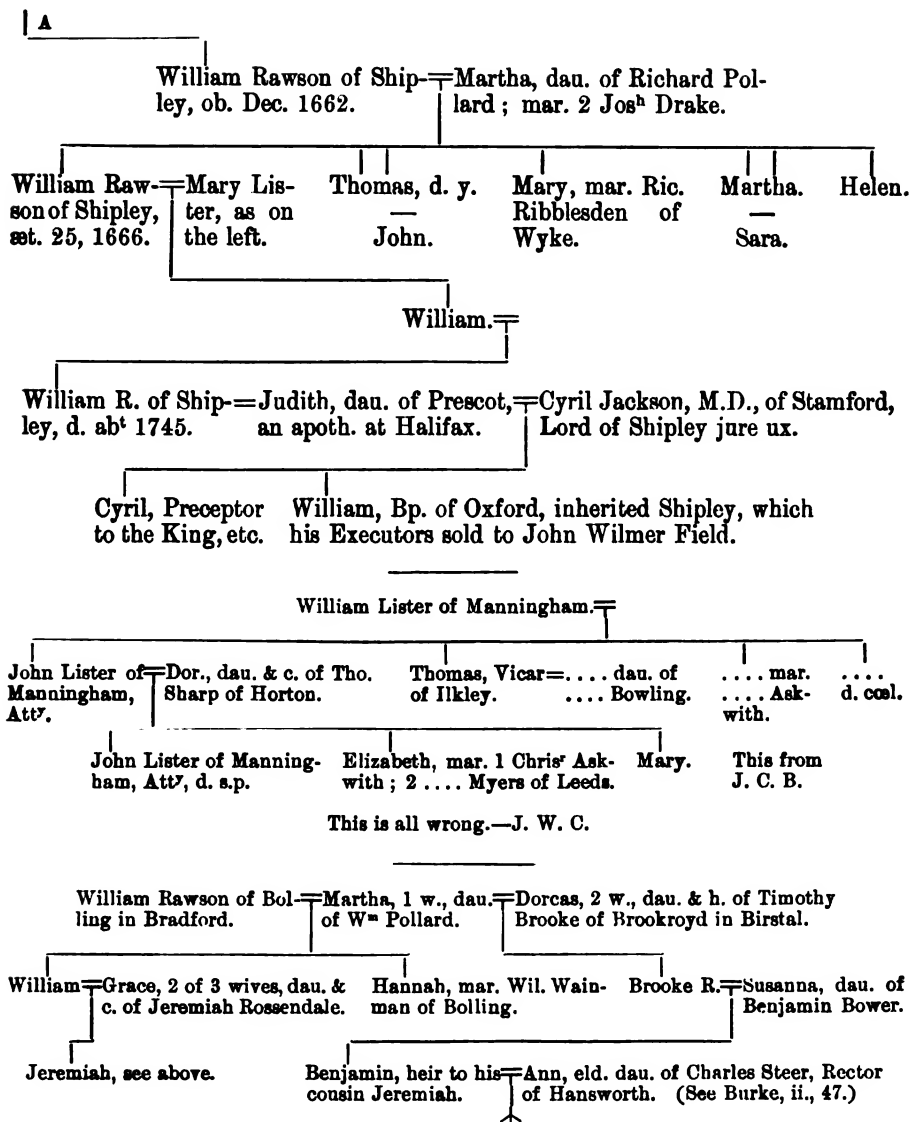 A
William Rawson of Ship-
ley, ob. Dec. 1662.
Martha, dau. of Richard Pol-
lard ; mar. 2 Josʰ Drake.
William Raw-
son of Shipley,
æt. 25, 1666.
Mary Lis-
ter, as on
the left.
Thomas, d. y.
—
John.
Mary, mar. Ric.
Ribblesden of
Wyke.
Martha.
—
Sara.
Helen.
William.
William R. of Ship-
ley, d. abᵗ 1745.
Judith, dau. of Prescot,
an apoth. at Halifax.
Cyril Jackson, M.D., of Stamford,
Lord of Shipley jure ux.
Cyril, Preceptor
to the King, etc.
William, Bp. of Oxford, inherited Shipley, which
his Executors sold to John Wilmer Field.
William Lister of Manningham.
John Lister of
Manningham,
Attʸ.
Dor., dau. & c. of Tho.
Sharp of Horton.
Thomas, Vicar
of Ilkley.
. . . . dau. of
. . . . Bowling.
. . . . mar.
. . . . Ask-
with.
. . . .
d. cœl.
John Lister of Manning-
ham, Attʸ, d. s.p.
Elizabeth, mar. 1 Chrisʳ Ask-
with ; 2 . . . . Myers of Leeds.
Mary.
This from
J. C. B.
This is all wrong.—J. W. C.
William Rawson of Bol-
ling in Bradford.
Martha, 1 w., dau.
of Wᵐ Pollard.
Dorcas, 2 w., dau. & h. of Timothy
Brooke of Brookroyd in Birstal.
William
Grace, 2 of 3 wives, dau. &
c. of Jeremiah Rossendale.
Hannah, mar. Wil. Wain-
man of Bolling.
Brooke R.
Susanna, dau. of
Benjamin Bower.
Jeremiah, see above.
Benjamin, heir to his
cousin Jeremiah.
Ann, eld. dau. of Charles Steer, Rector
of Hansworth. (See Burke, ii., 47.)